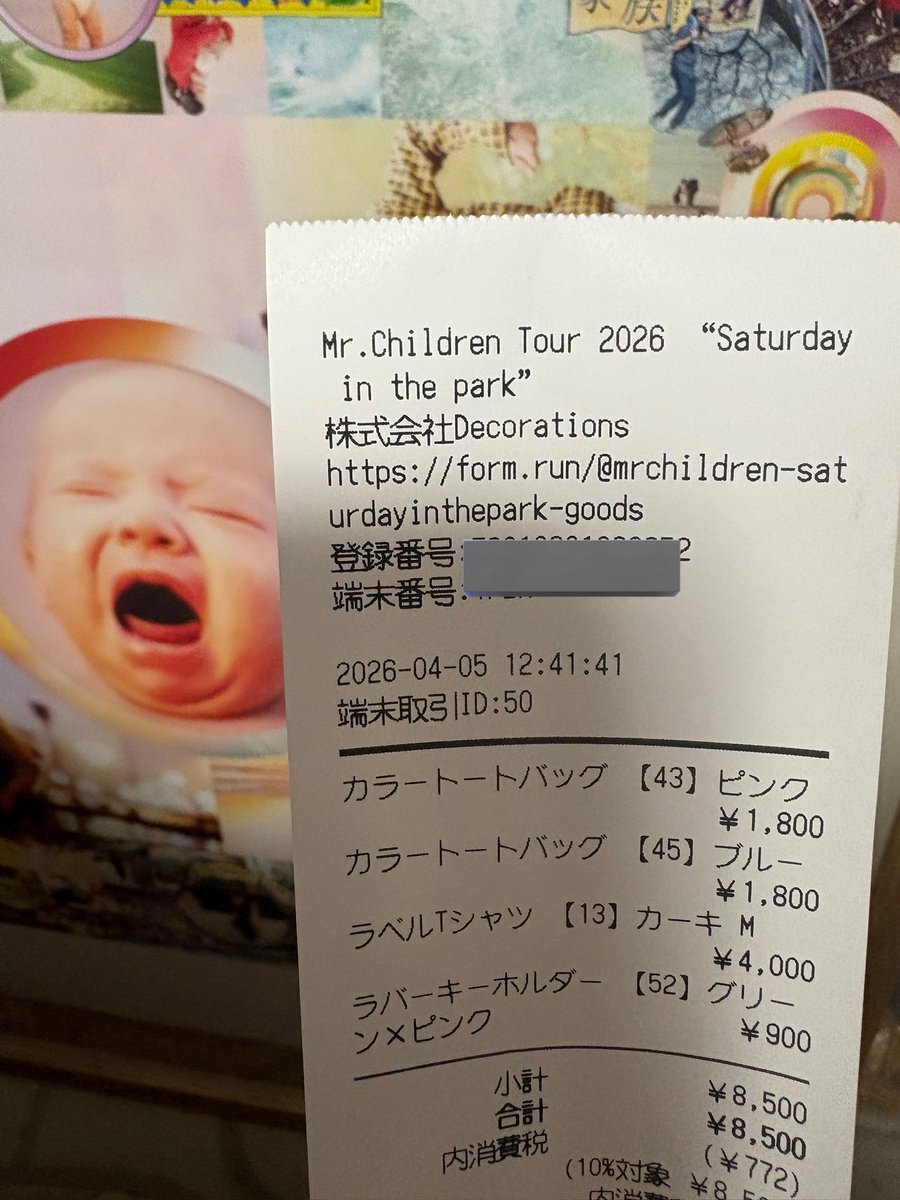 家族
Mr.Children Tour 2026 “Saturday
in the park”
株式会社Decorations
https://form.run/@mrchildren-sat
urdayinthepark-goods
登録番号:
端末番号:
2026-04-05 12:41:41
端末取引ID:50
カラートートバッグ 【43】 ピンク
¥1,800
カラートートバッグ 【45】 ブルー
¥1,800
ラベルTシャツ 【13】 カーキ M
¥4,000
ラバーキーホルダー 【52】 グリー
ン×ピンク ¥900
小計 ¥8,500
合計 ¥8,500
内消費税 (¥772)
(10%対象